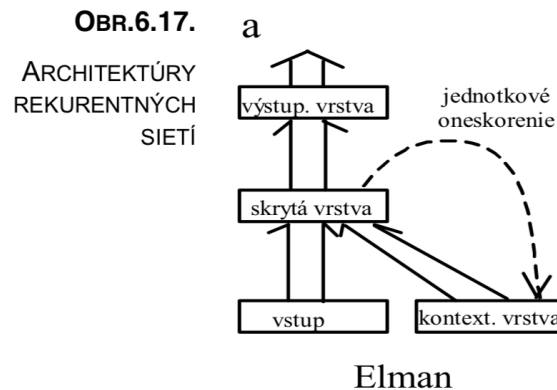 OBR.6.17.
ARCHITEKTÚRY
REKURENTNÝCH
SIETÍ
a
výstup. vrstva
jednotkové
oneskorenie
skrytá vrstva
vstup
kontext. vrstva
Elman